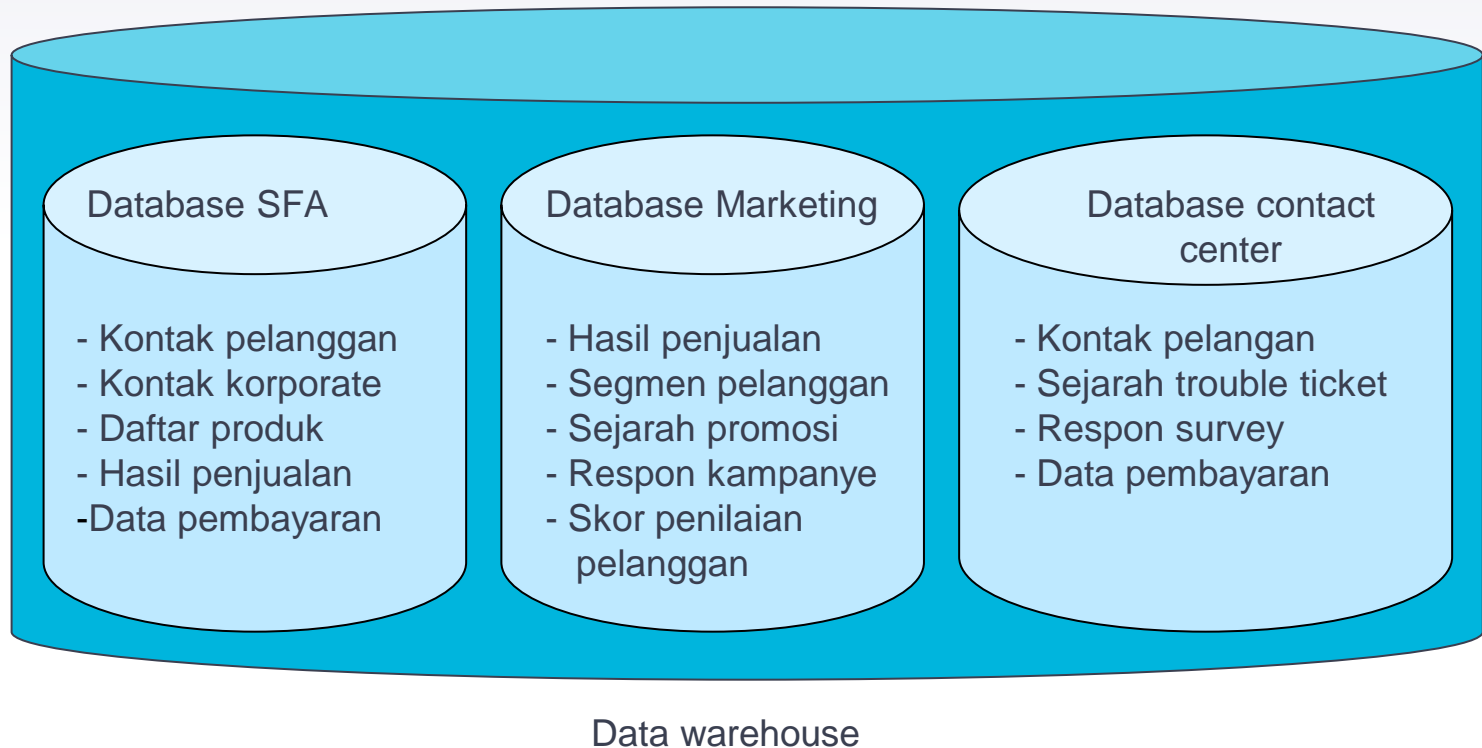 Database SFA
- Kontak pelanggan
- Kontak korporate
- Daftar produk
- Hasil penjualan
-Data pembayaran
Database Marketing
- Hasil penjualan
- Segmen pelanggan
- Sejarah promosi
- Respon kampanye
- Skor penilaian
pelanggan
Database contact
center
- Kontak pelangan
- Sejarah trouble ticket
- Respon survey
- Data pembayaran
Data warehouse